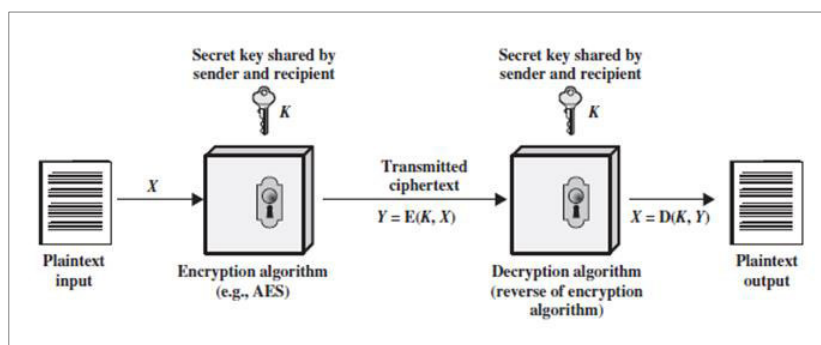 Secret key shared by
sender and recipient
K
Secret key shared by
sender and recipient
K
X
Transmitted
ciphertext
Y = E(K, X)
X = D(K, Y)
Plaintext
input
Encryption algorithm
(e.g., AES)
Decryption algorithm
(reverse of encryption
algorithm)
Plaintext
output